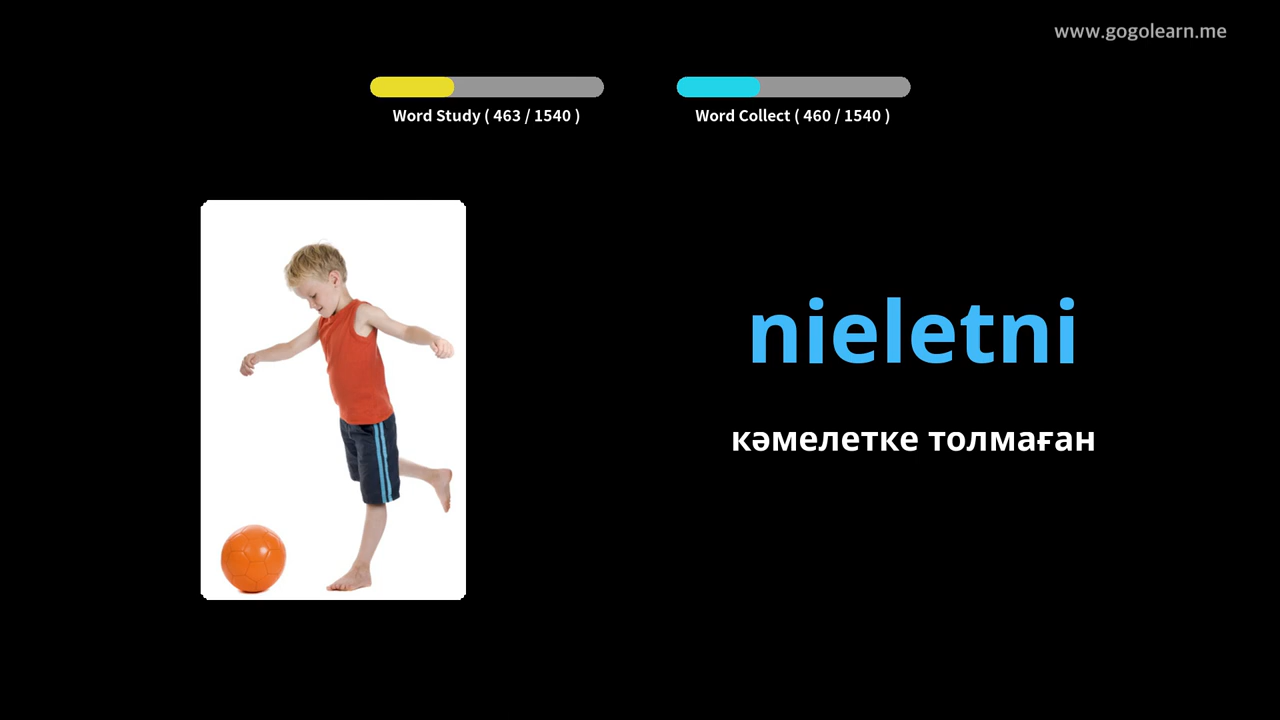 www.gogolearn.me
Word Study ( 463 / 1540 )
Word Collect ( 460 / 1540 )
nieletni
кәмелетке толмаған